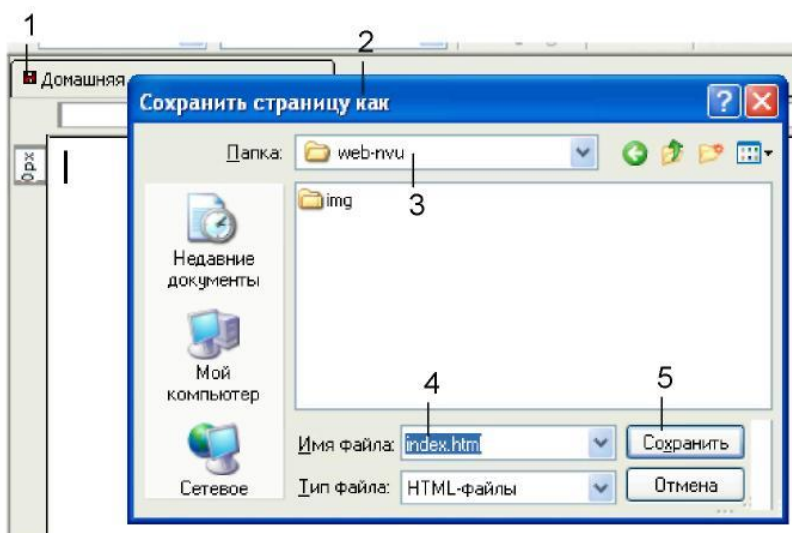 1
2
Домашняя
Сохранить страницу как
Папка:
web-nvu
3
0px
img
Недавние
документы
Мой
компьютер
4
5
Имя файла:
index.html
Сохранить
Сетевое
Тип файла:
HTML-файлы
Отмена